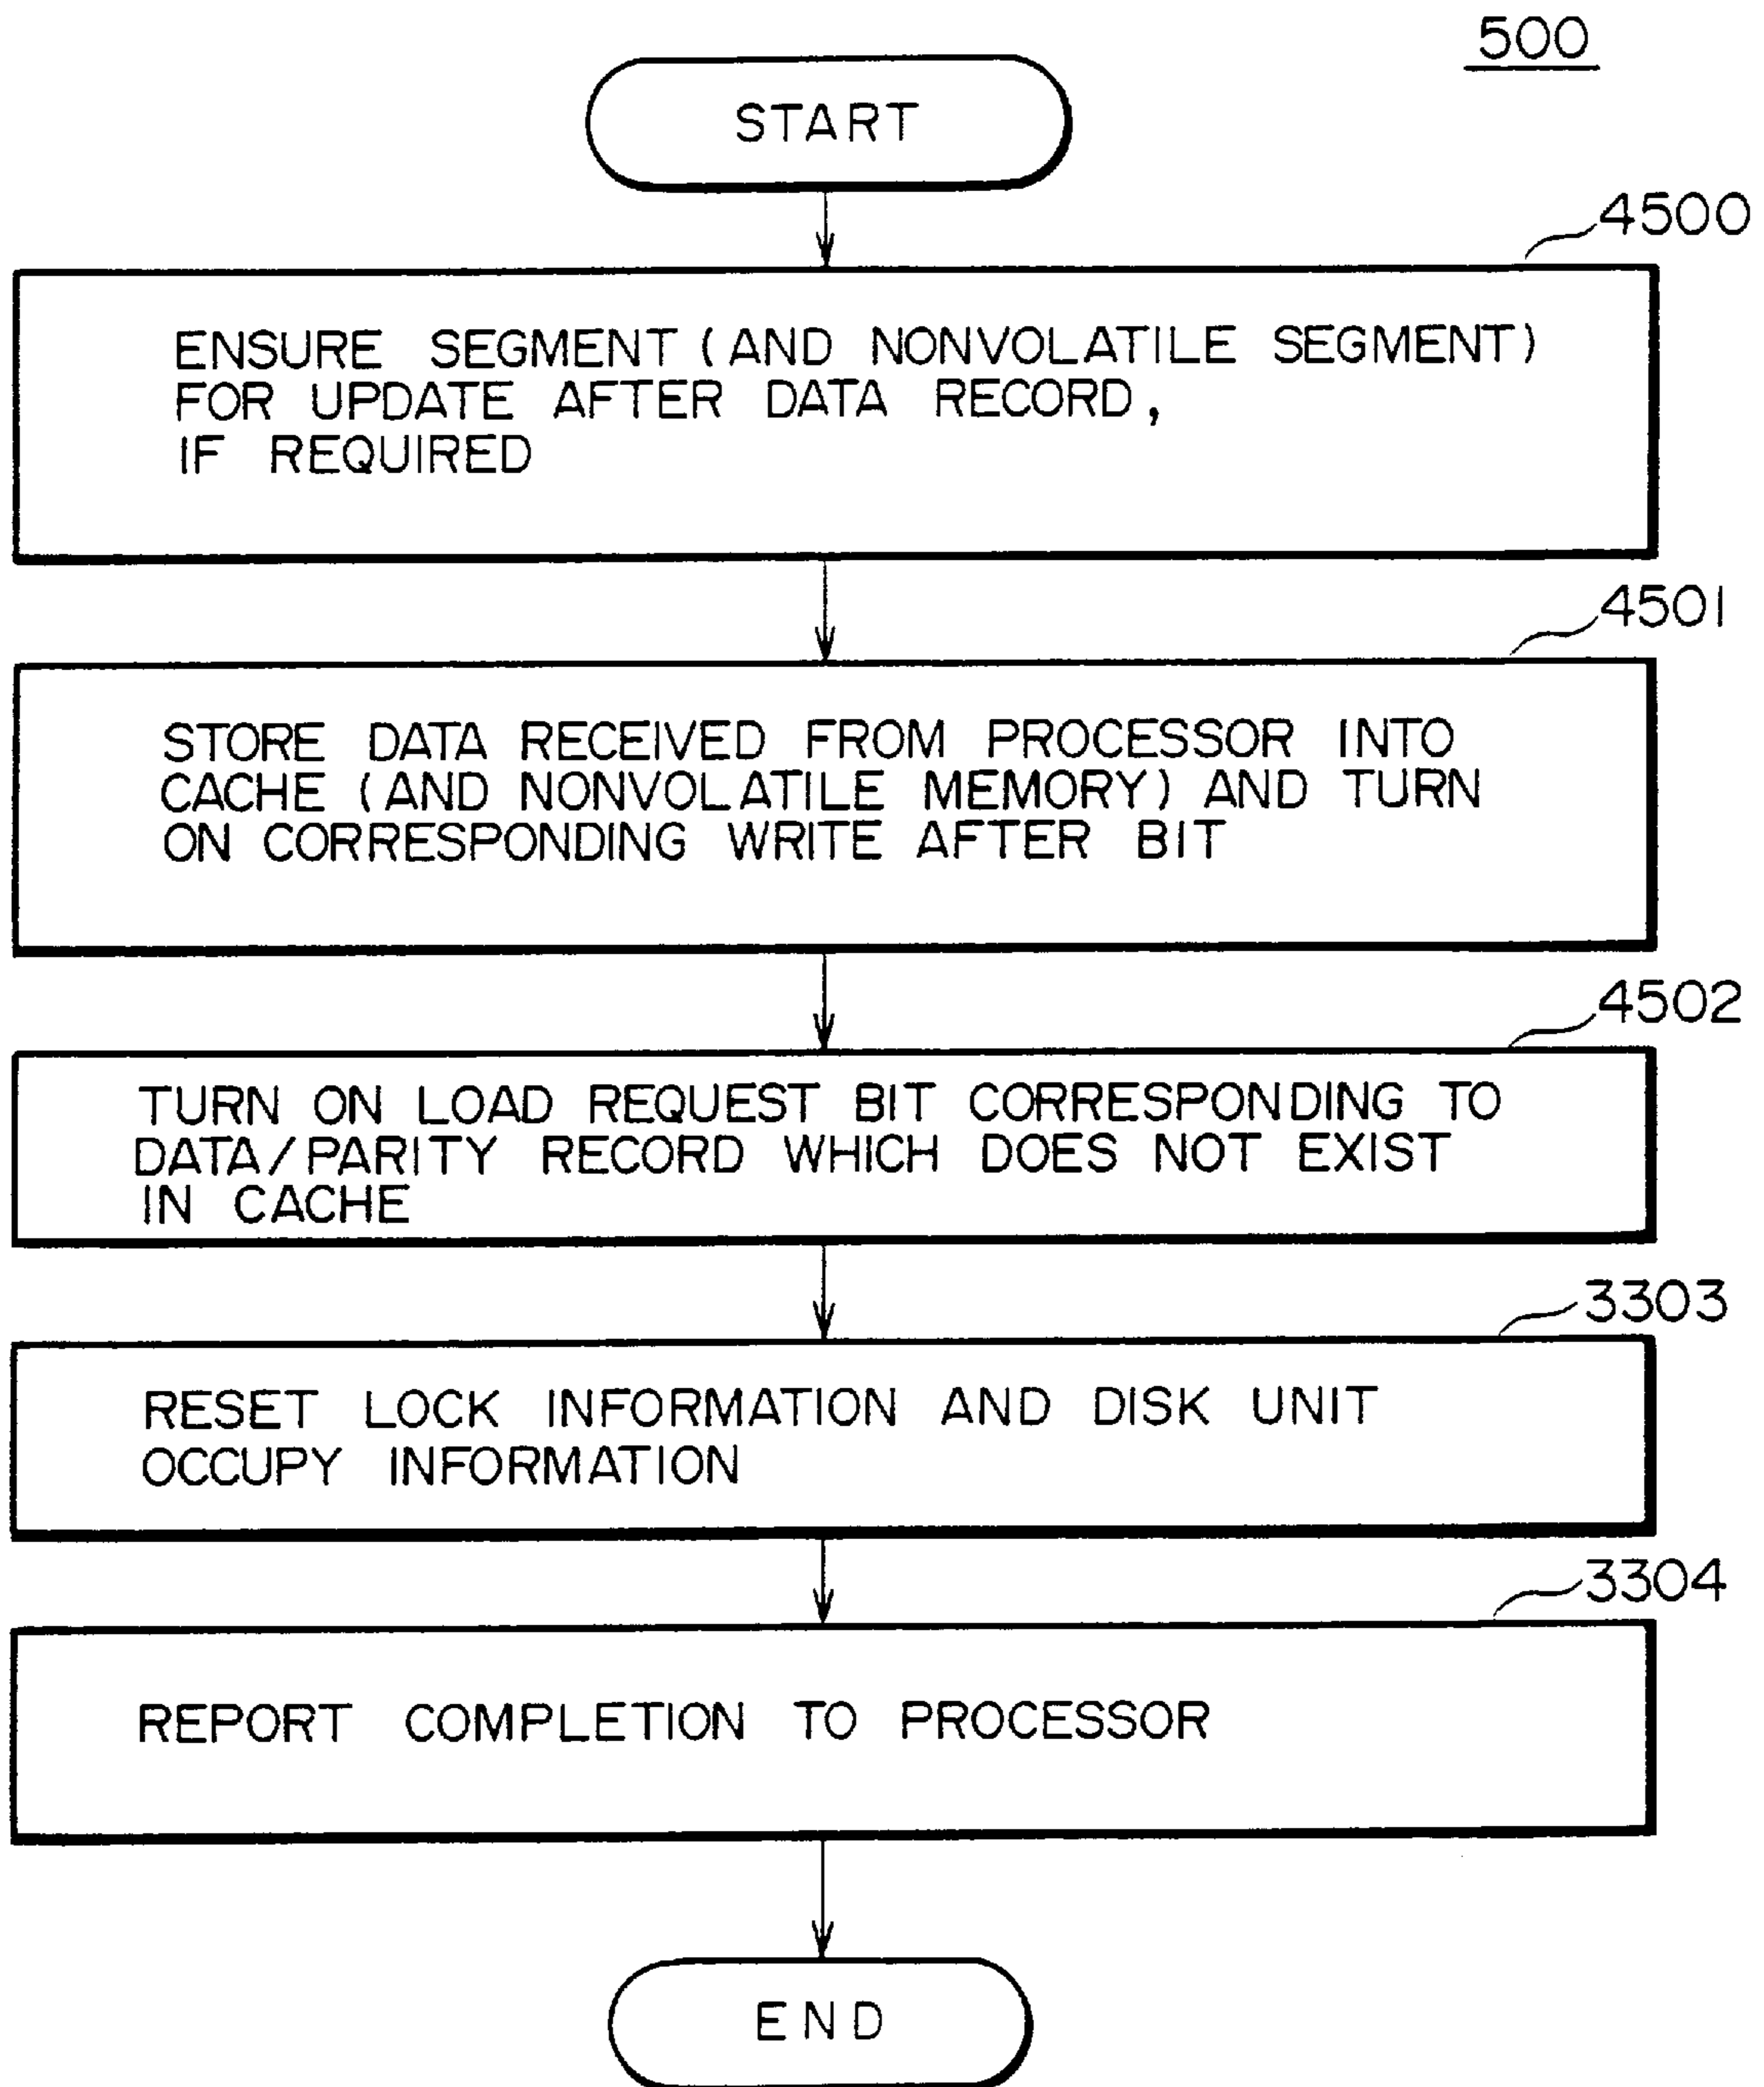 500
START
4500
ENSURE SEGMENT (AND NONVOLATILE SEGMENT)
FOR UPDATE AFTER DATA RECORD,
IF REQUIRED
4501
STORE DATA RECEIVED FROM PROCESSOR INTO
CACHE (AND NONVOLATILE MEMORY) AND TURN
ON CORRESPONDING WRITE AFTER BIT
4502
TURN ON LOAD REQUEST BIT CORRESPONDING TO
DATA/PARITY RECORD WHICH DOES NOT EXIST
IN CACHE
3303
RESET LOCK INFORMATION AND DISK UNIT
OCCUPY INFORMATION
3304
REPORT COMPLETION TO PROCESSOR
END